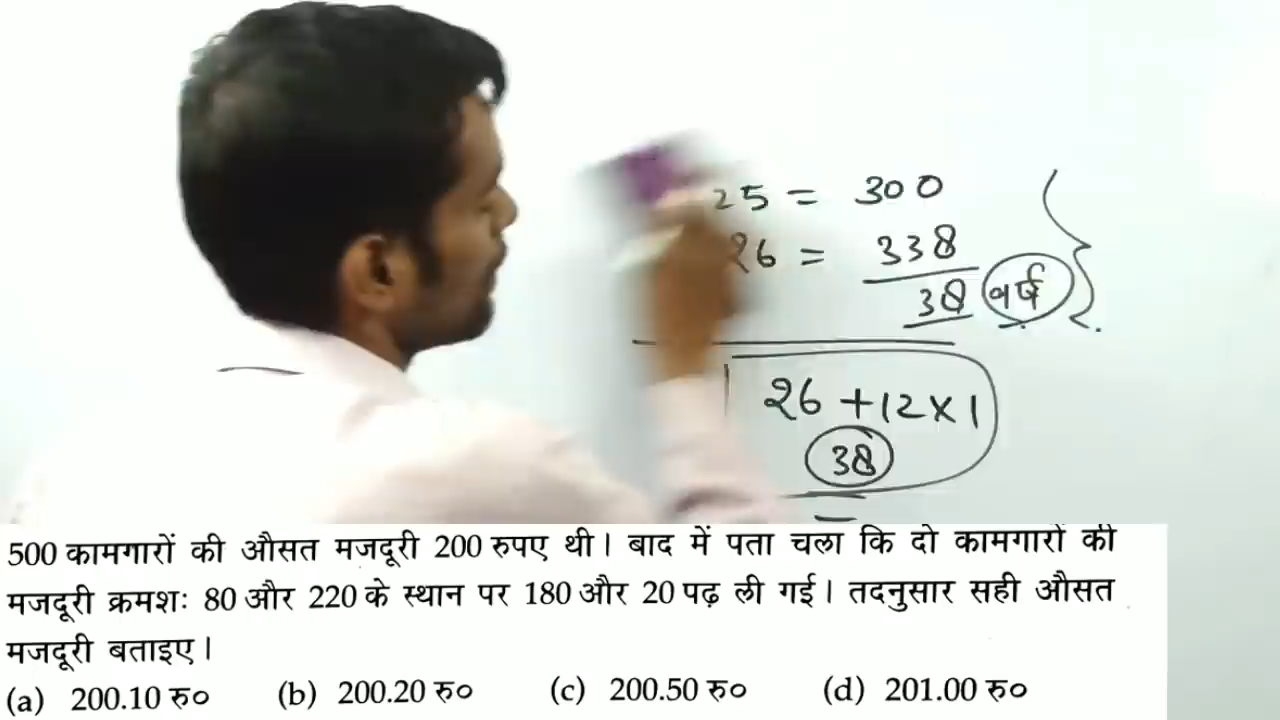 25 = 300
26 = 338
38 वर्ष
26 + 12 × 1
38
500 कामगारों की औसत मजदूरी 200 रुपए थी। बाद में पता चला कि दो कामगारों की
मजदूरी क्रमशः 80 और 220 के स्थान पर 180 और 20 पढ़ ली गई। तदनुसार सही औसत
मजदूरी बताइए।
(a) 200.10 रु० (b) 200.20 रु० (c) 200.50 रु० (d) 201.00 रु०